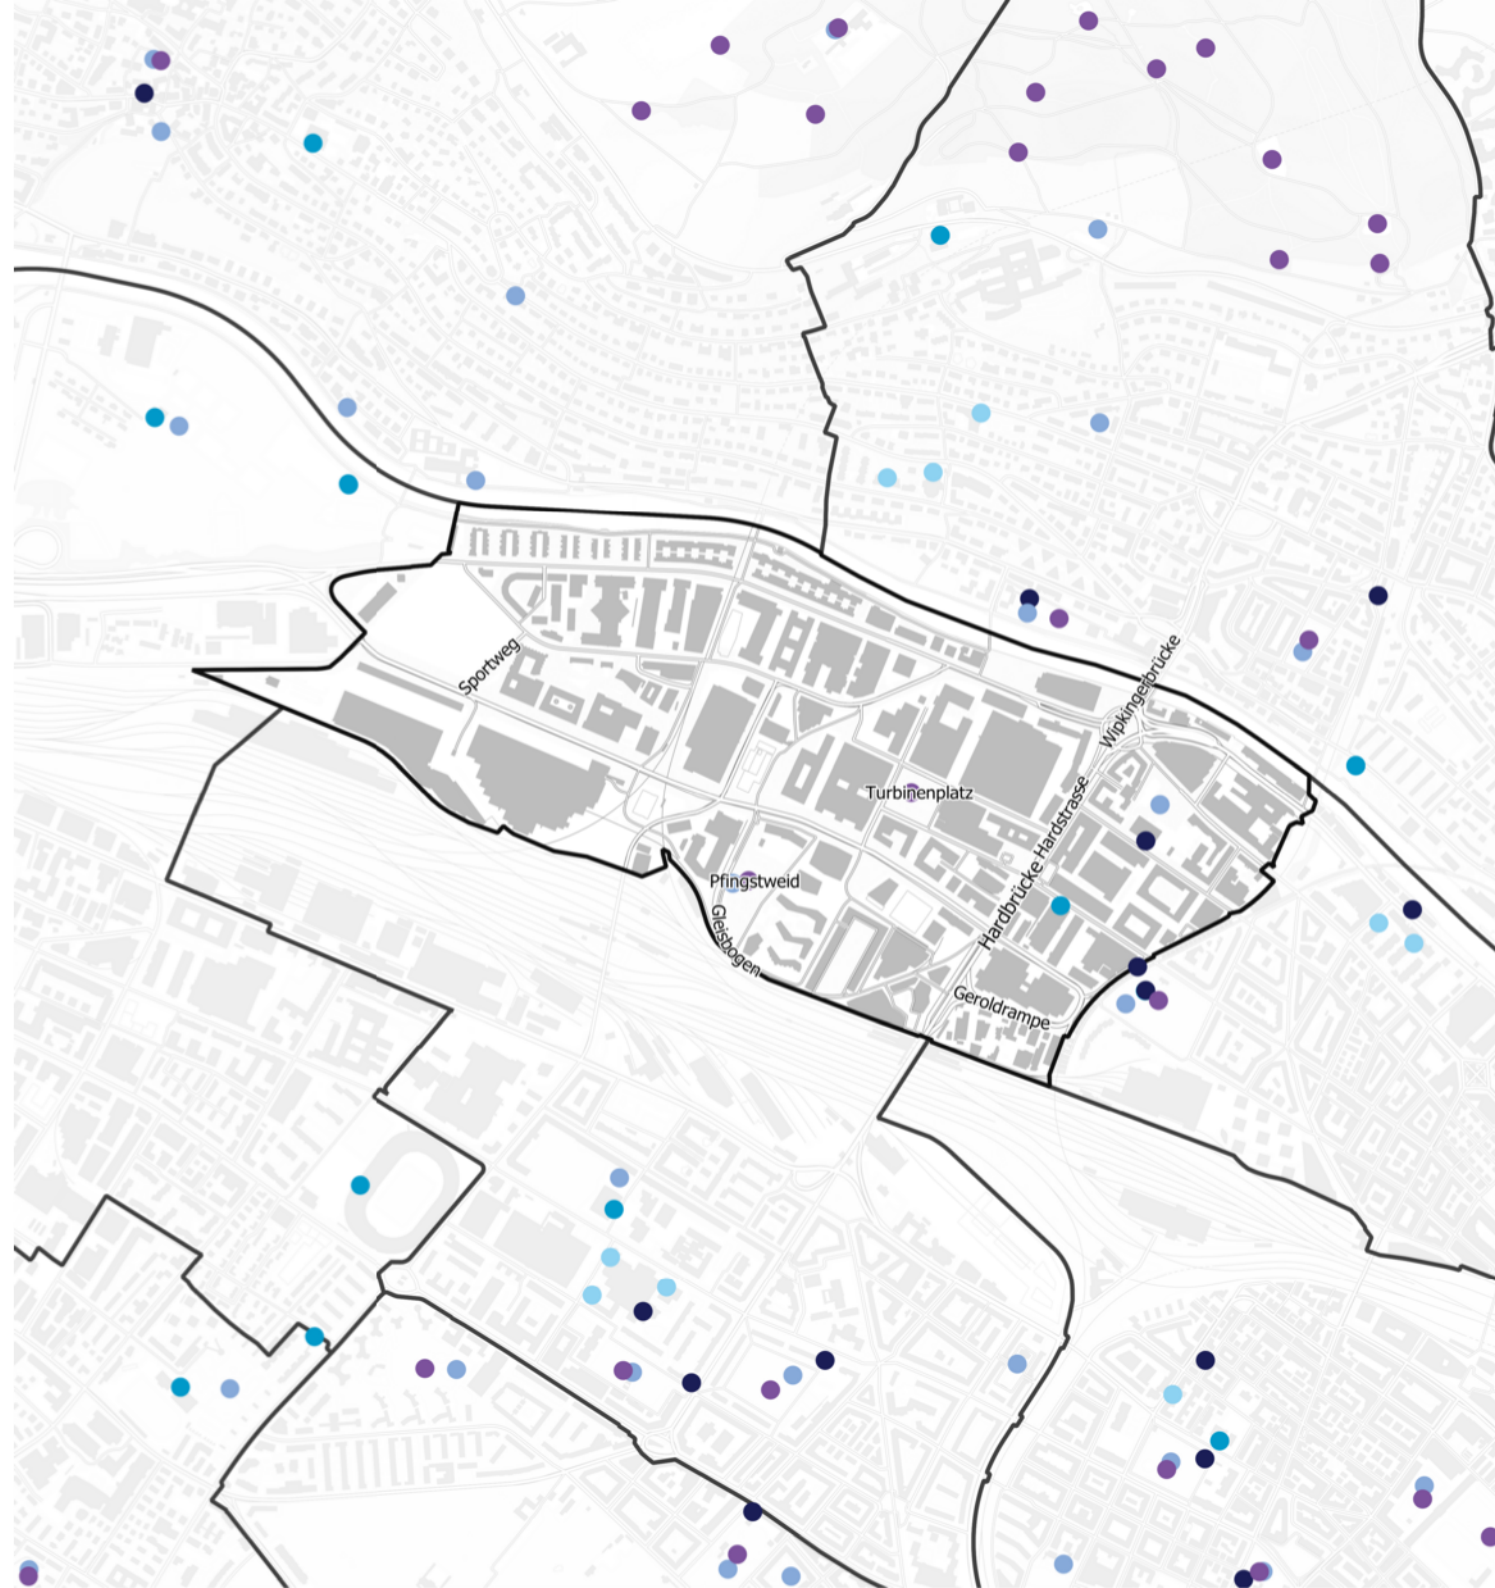 Sportweg
Wipkingerbrücke
Turbinenplatz
Hardstrasse
Pfingstweid
Hardbrücke
Gleisbogen
Geroldrampe